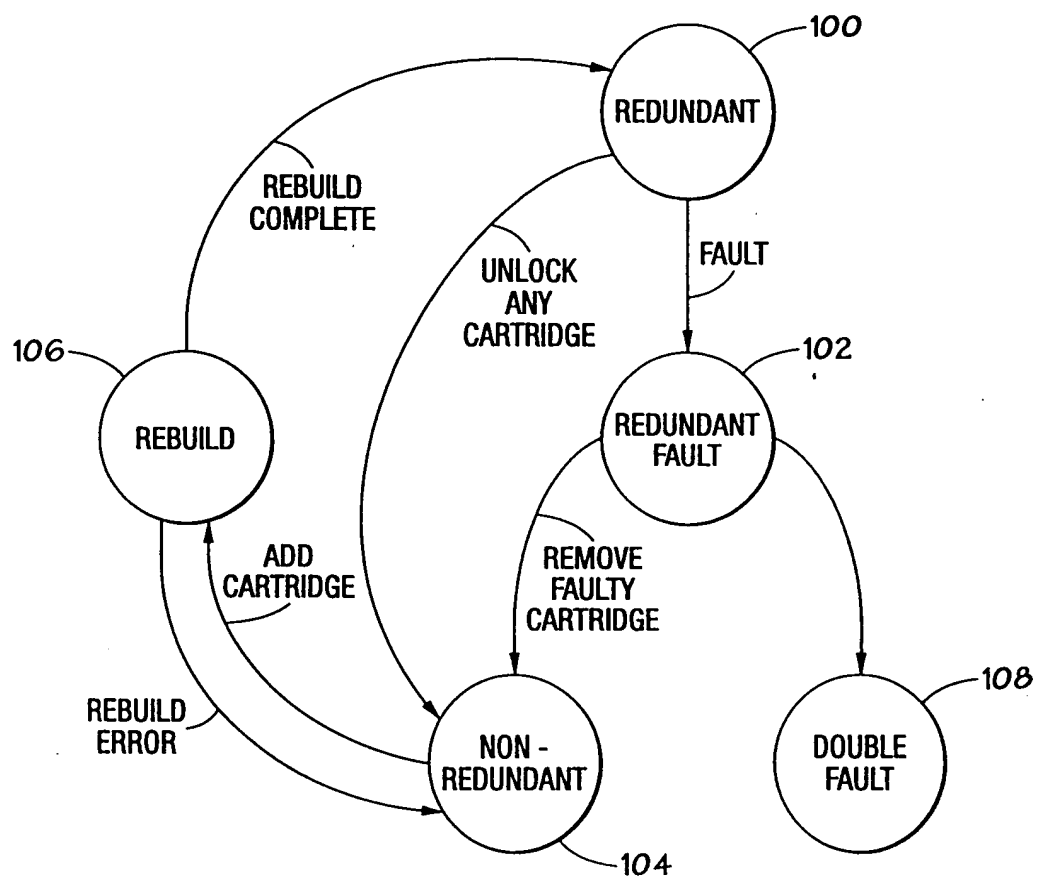 100
REDUNDANT
REBUILD
COMPLETE
UNLOCK
ANY
CARTRIDGE
FAULT
106
102
REBUILD
REDUNDANT
FAULT
ADD
CARTRIDGE
REMOVE
FAULTY
CARTRIDGE
REBUILD
ERROR
108
NON -
REDUNDANT
DOUBLE
FAULT
104